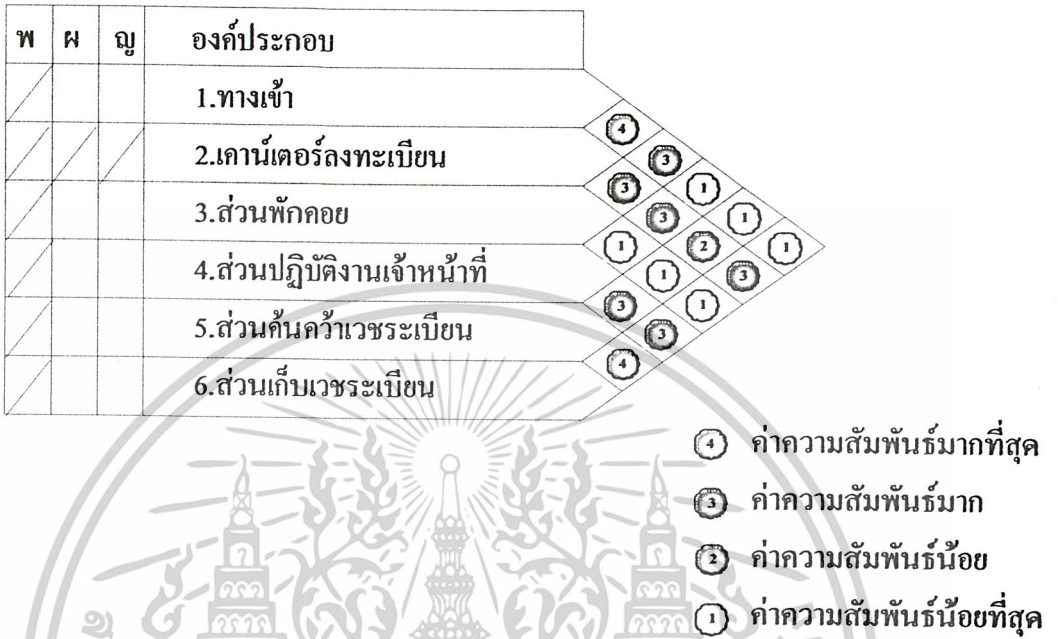 พ ผ ญ องค์ประกอบ
1.ทางเข้า
4
2.เคาน์เตอร์ลงทะเบียน
3
3 1
3.ส่วนพักคอย
3 1
1 2 1
4.ส่วนปฏิบัติงานเจ้าหน้าที่
1 3
3 1
5.ส่วนค้นคว้าเวชระเบียน
3
4
6.ส่วนเก็บเวชระเบียน
4 ค่าความสัมพันธ์มากที่สุด
3 ค่าความสัมพันธ์มาก
2 ค่าความสัมพันธ์น้อย
1 ค่าความสัมพันธ์น้อยที่สุด